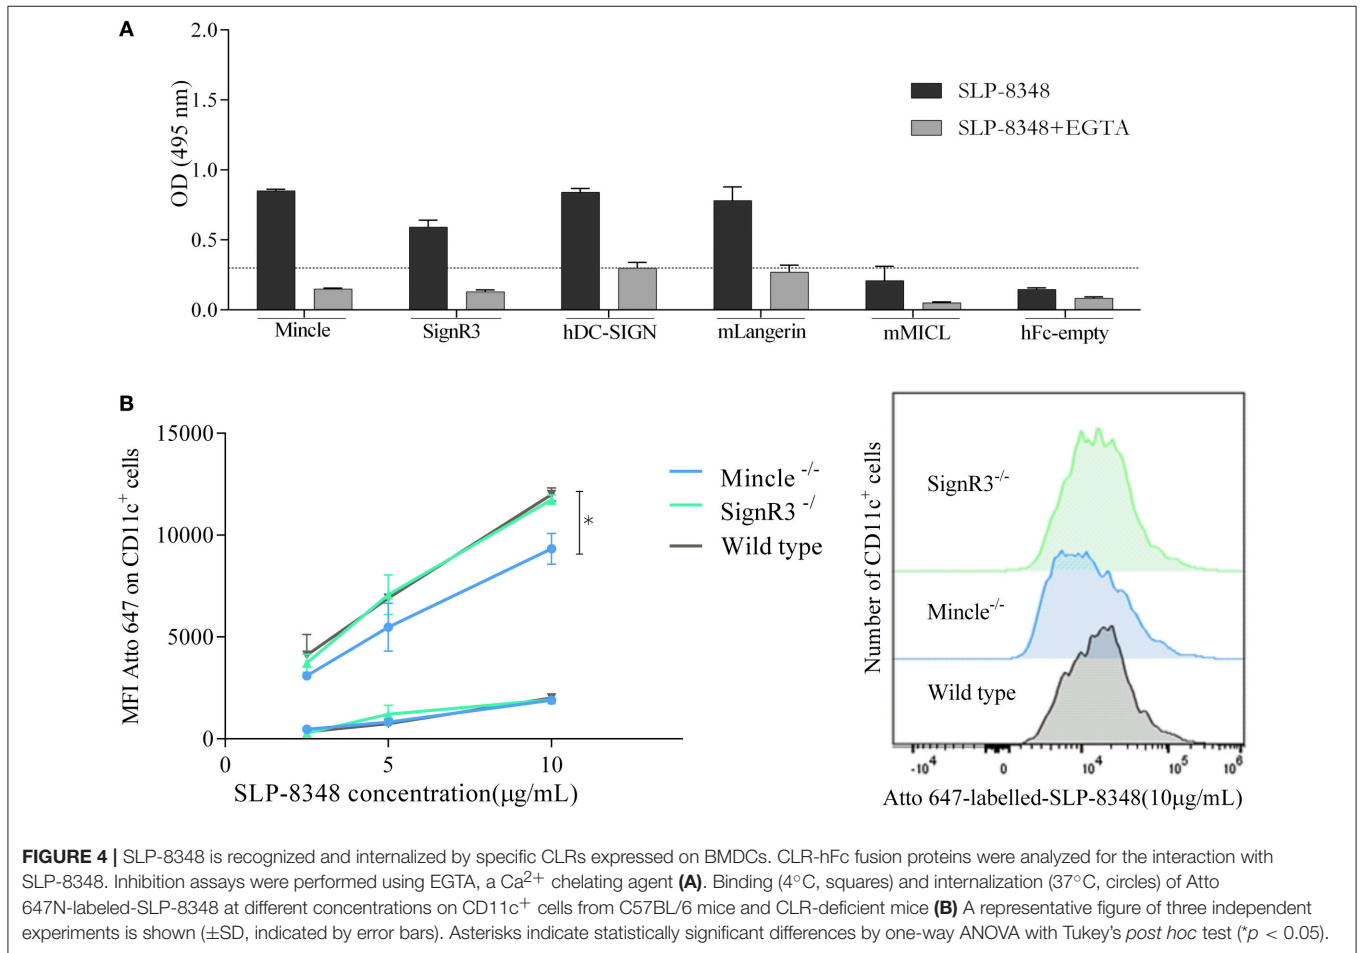 A
2.0
1.5
1.0
0.5
0.0
OD (495 nm)
SLP-8348
SLP-8348+EGTA
Mincle SignR3 hDC-SIGN mLangerin mMICL hFc-empty
B
15000
10000
5000
0
MFI Atto 647 on CD11c+ cells
0 5 10
SLP-8348 concentration(μg/mL)
Mincle -/-
SignR3 -/
Wild type
*
Number of CD11c+ cells
SignR3-/-
Mincle-/-
Wild type
-10⁴ 0 10⁴ 10⁵ 10⁶
Atto 647-labelled-SLP-8348(10μg/mL)
FIGURE 4 | SLP-8348 is recognized and internalized by specific CLRs expressed on BMDCs. CLR-hFc fusion proteins were analyzed for the interaction with
SLP-8348. Inhibition assays were performed using EGTA, a Ca2+ chelating agent (A). Binding (4°C, squares) and internalization (37°C, circles) of Atto
647N-labeled-SLP-8348 at different concentrations on CD11c+ cells from C57BL/6 mice and CLR-deficient mice (B) A representative figure of three independent
experiments is shown (±SD, indicated by error bars). Asterisks indicate statistically significant differences by one-way ANOVA with Tukey's post hoc test (*p < 0.05).